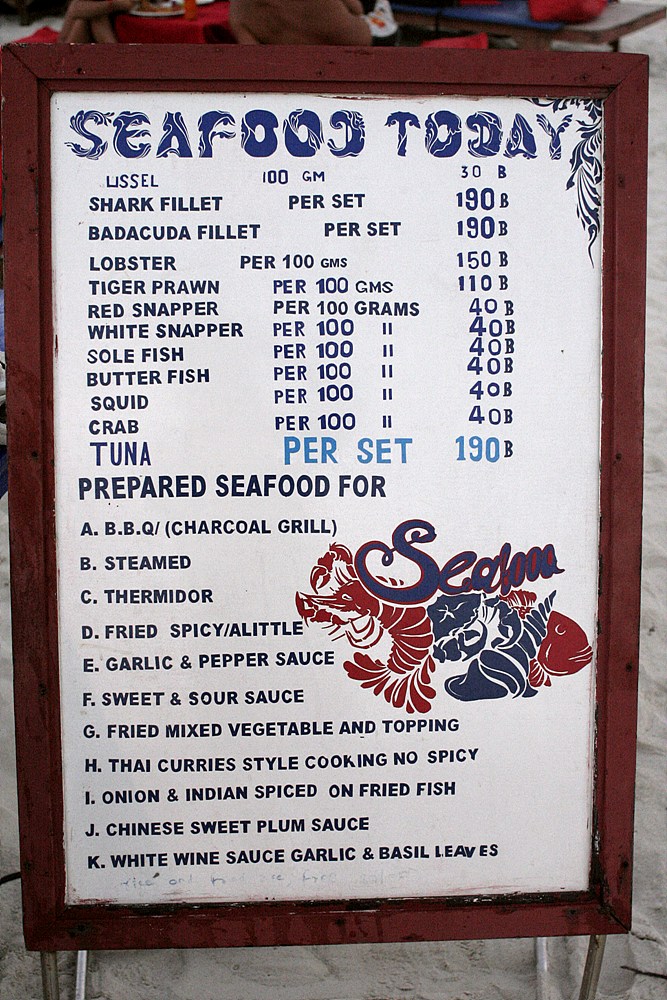 SEAFOOD TODAY
LISSEL 100 GM 30 B
SHARK FILLET PER SET 190 B
BADACUDA FILLET PER SET 190 B
LOBSTER PER 100 GMS 150 B
TIGER PRAWN PER 100 GMS 110 B
RED SNAPPER PER 100 GRAMS 40 B
WHITE SNAPPER PER 100 " 40 B
SOLE FISH PER 100 " 40 B
BUTTER FISH PER 100 " 40 B
SQUID PER 100 " 40 B
CRAB PER 100 " 40 B
TUNA PER SET 190 B
PREPARED SEAFOOD FOR
A. B.B.Q/ (CHARCOAL GRILL)
B. STEAMED
C. THERMIDOR
D. FRIED SPICY/ALITTLE
E. GARLIC & PEPPER SAUCE
F. SWEET & SOUR SAUCE
G. FRIED MIXED VEGETABLE AND TOPPING
H. THAI CURRIES STYLE COOKING NO SPICY
I. ONION & INDIAN SPICED ON FRIED FISH
J. CHINESE SWEET PLUM SAUCE
K. WHITE WINE SAUCE GARLIC & BASIL LEAVES
Seafood